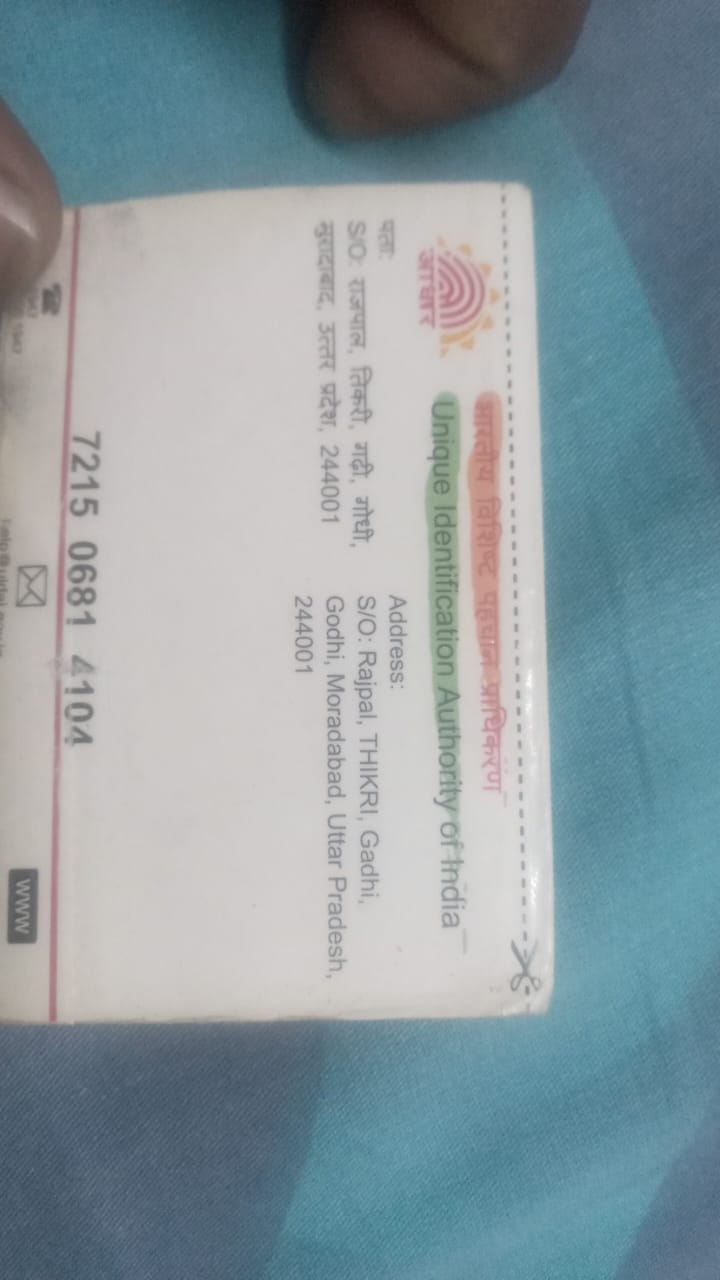 आधार
भारतीय विशिष्ट पहचान प्राधिकरण
Unique Identification Authority of India
पता:
S/O: राजपाल, तिकरी, गढ़ी, गोधी,
मुरादाबाद, उत्तर प्रदेश, 244001
Address:
S/O: Rajpal, THIKRI, Gadhi,
Godhi, Moradabad, Uttar Pradesh,
244001
7215 0681 4104
1947
www